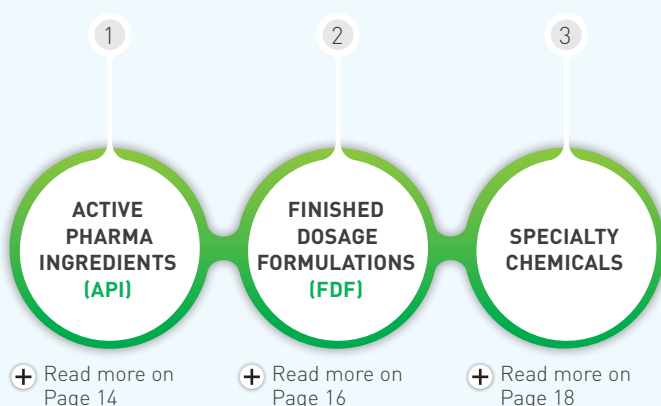 1
ACTIVE
PHARMA
INGREDIENTS
(API)
Read more on
Page 14
2
FINISHED
DOSAGE
FORMULATIONS
(FDF)
Read more on
Page 16
3
SPECIALTY
CHEMICALS
Read more on
Page 18